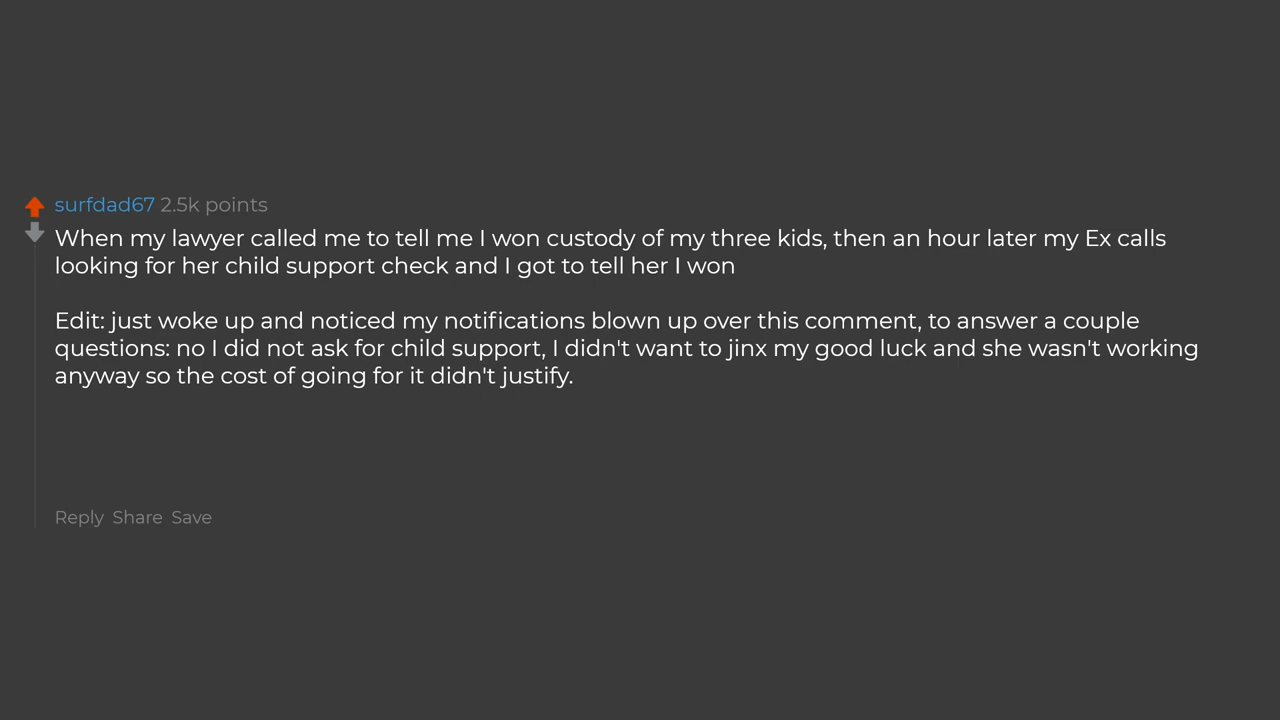 surfdad67 2.5k points
When my lawyer called me to tell me I won custody of my three kids, then an hour later my Ex calls
looking for her child support check and I got to tell her I won
Edit: just woke up and noticed my notifications blown up over this comment, to answer a couple
questions: no I did not ask for child support, I didn't want to jinx my good luck and she wasn't working
anyway so the cost of going for it didn't justify.
Reply Share Save